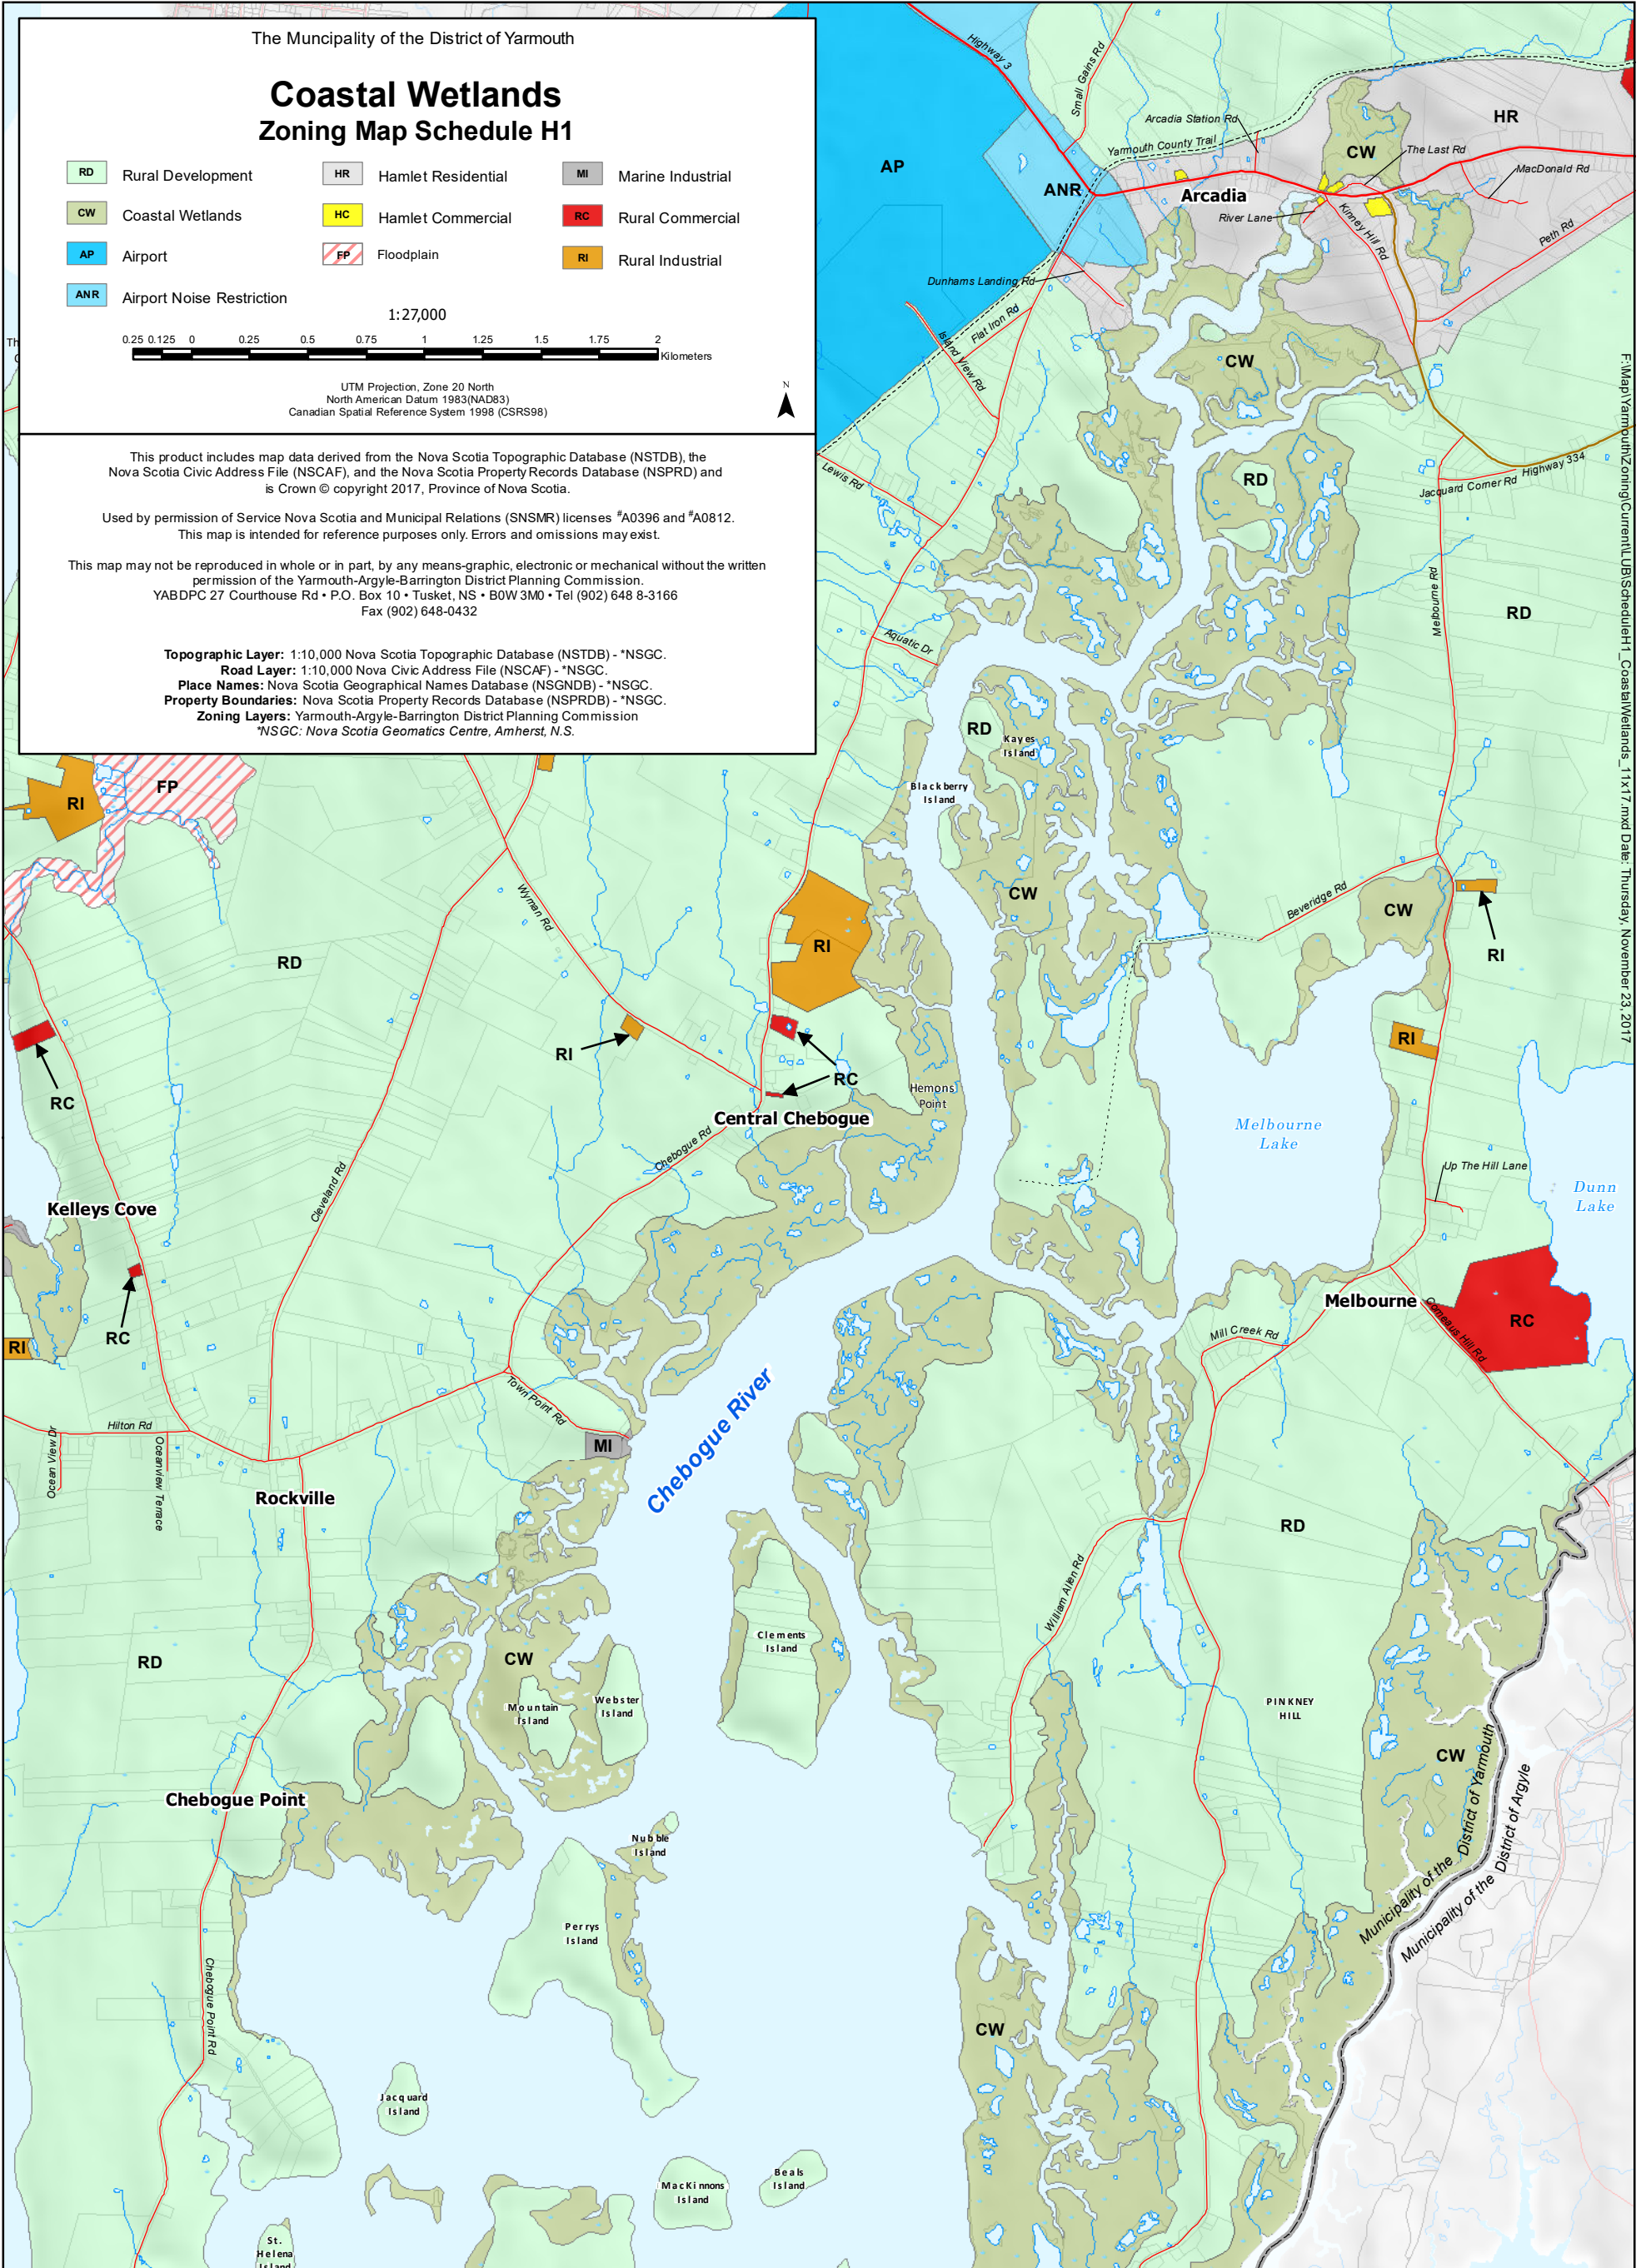 The Muncipality of the District of Yarmouth
Coastal Wetlands
Zoning Map Schedule H1
RD Rural Development
HR Hamlet Residential
MI Marine Industrial
CW Coastal Wetlands
HC Hamlet Commercial
RC Rural Commercial
AP Airport
FP Floodplain
RI Rural Industrial
ANR Airport Noise Restriction
1:27,000
0.25 0.125 0 0.25 0.5 0.75 1 1.25 1.5 1.75 2
Kilometers
UTM Projection, Zone 20 North
North American Datum 1983(NAD83)
Canadian Spatial Reference System 1998 (CSRS98)
N
This product includes map data derived from the Nova Scotia Topographic Database (NSTDB), the
Nova Scotia Civic Address File (NSCAF), and the Nova Scotia Property Records Database (NSPRD) and
is Crown © copyright 2017, Province of Nova Scotia.
Used by permission of Service Nova Scotia and Municipal Relations (SNSMR) licenses #A0396 and #A0812.
This map is intended for reference purposes only. Errors and omissions may exist.
This map may not be reproduced in whole or in part, by any means-graphic, electronic or mechanical without the written
permission of the Yarmouth-Argyle-Barrington District Planning Commission.
YABDPC 27 Courthouse Rd • P.O. Box 10 • Tusket, NS • B0W 3M0 • Tel (902) 648 8-3166
Fax (902) 648-0432
Topographic Layer: 1:10,000 Nova Scotia Topographic Database (NSTDB) - *NSGC.
Road Layer: 1:10,000 Nova Civic Address File (NSCAF) - *NSGC.
Place Names: Nova Scotia Geographical Names Database (NSGNDB) - *NSGC.
Property Boundaries: Nova Scotia Property Records Database (NSPRDB) - *NSGC.
Zoning Layers: Yarmouth-Argyle-Barrington District Planning Commission
*NSGC: Nova Scotia Geomatics Centre, Amherst, N.S.
Highway 3
Small Gains Rd
Arcadia Station Rd
Yarmouth County Trail
HR
AP
ANR
CW
The Last Rd
MacDonald Rd
Arcadia
River Lane
Kinney Hill Rd
Peth Rd
Dunhams Landing Rd
Flat Iron Rd
Island View Rd
CW
F:\Map\Yarmouth\Zoning\Current\LUB\ScheduleH1_CoastalWetlands_11x17.mxd Date: Thursday, November 23, 2017
Lewis Rd
RD
Highway 334
Jacquard Corner Rd
Melbourne Rd
RD
Aquatic Dr
RD
Kayes
Island
Blackberry
Island
RI
FP
Wyman Rd
CW
Beveridge Rd
CW
RI
RD
RI
RI
RC
RI
RC
Hemons
Point
RI
Central Chebogue
Chebogue Rd
Melbourne
Lake
Up The Hill Lane
Dunn
Lake
Cleveland Rd
Kelleys Cove
RC
RI
Melbourne
Comeaus Hill Rd
RC
Mill Creek Rd
Town Point Rd
MI
Chebogue River
Hilton Rd
Ocean View Dr
Oceanview Terrace
Rockville
RD
William Allen Rd
Clements
Island
RD
CW
Mountain
Island
Webster
Island
PINKNEY
HILL
CW
Chebogue Point
Municipality of the District of Yarmouth
Municipality of the District of Argyle
Nubble
Island
Perrys
Island
Chebogue Point Rd
CW
Jacquard
Island
MacKinnons
Island
Beals
Island
St.
Helena
Island